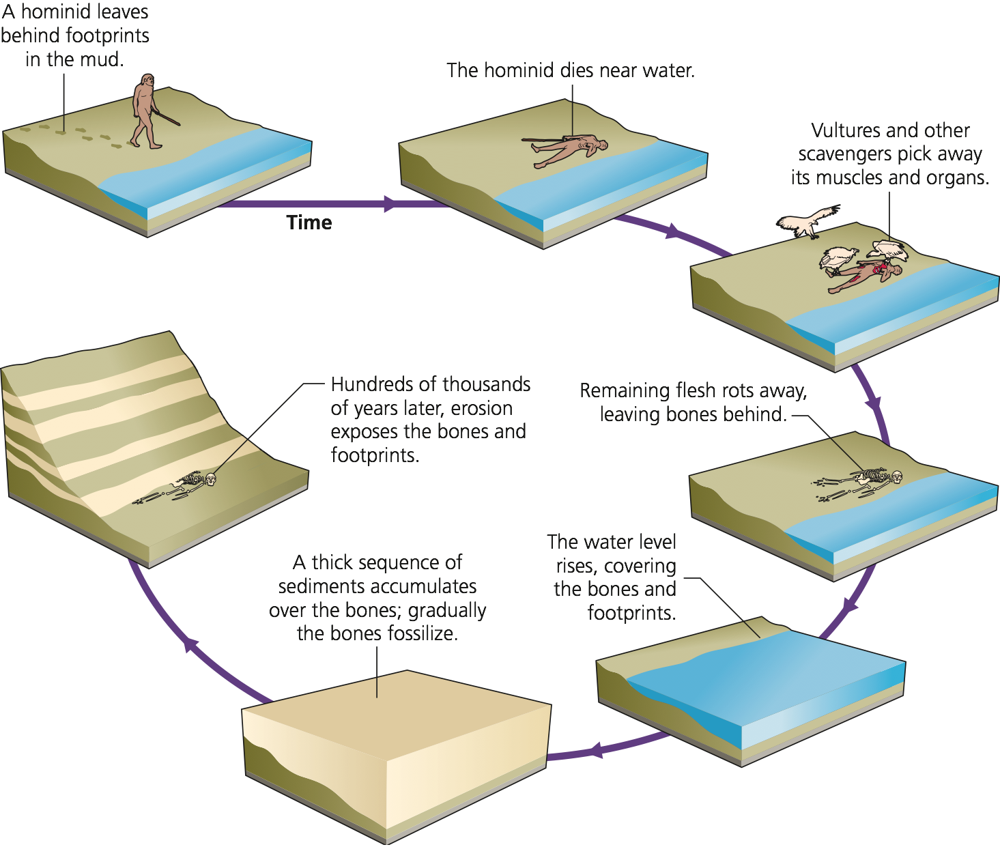 A hominid leaves
behind footprints
in the mud.
The hominid dies near water.
Time
Vultures and other
scavengers pick away
its muscles and organs.
Remaining flesh rots away,
leaving bones behind.
The water level
rises, covering
the bones and
footprints.
A thick sequence of
sediments accumulates
over the bones; gradually
the bones fossilize.
Hundreds of thousands
of years later, erosion
exposes the bones and
footprints.